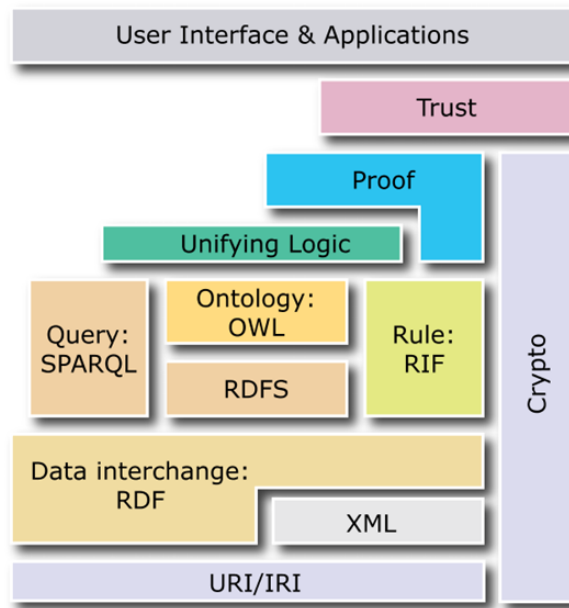 User Interface & Applications
Trust
Proof
Unifying Logic
Ontology:
OWL
Query:
SPARQL
Rule:
RIF
RDFS
Crypto
Data interchange:
RDF
XML
URI/IRI